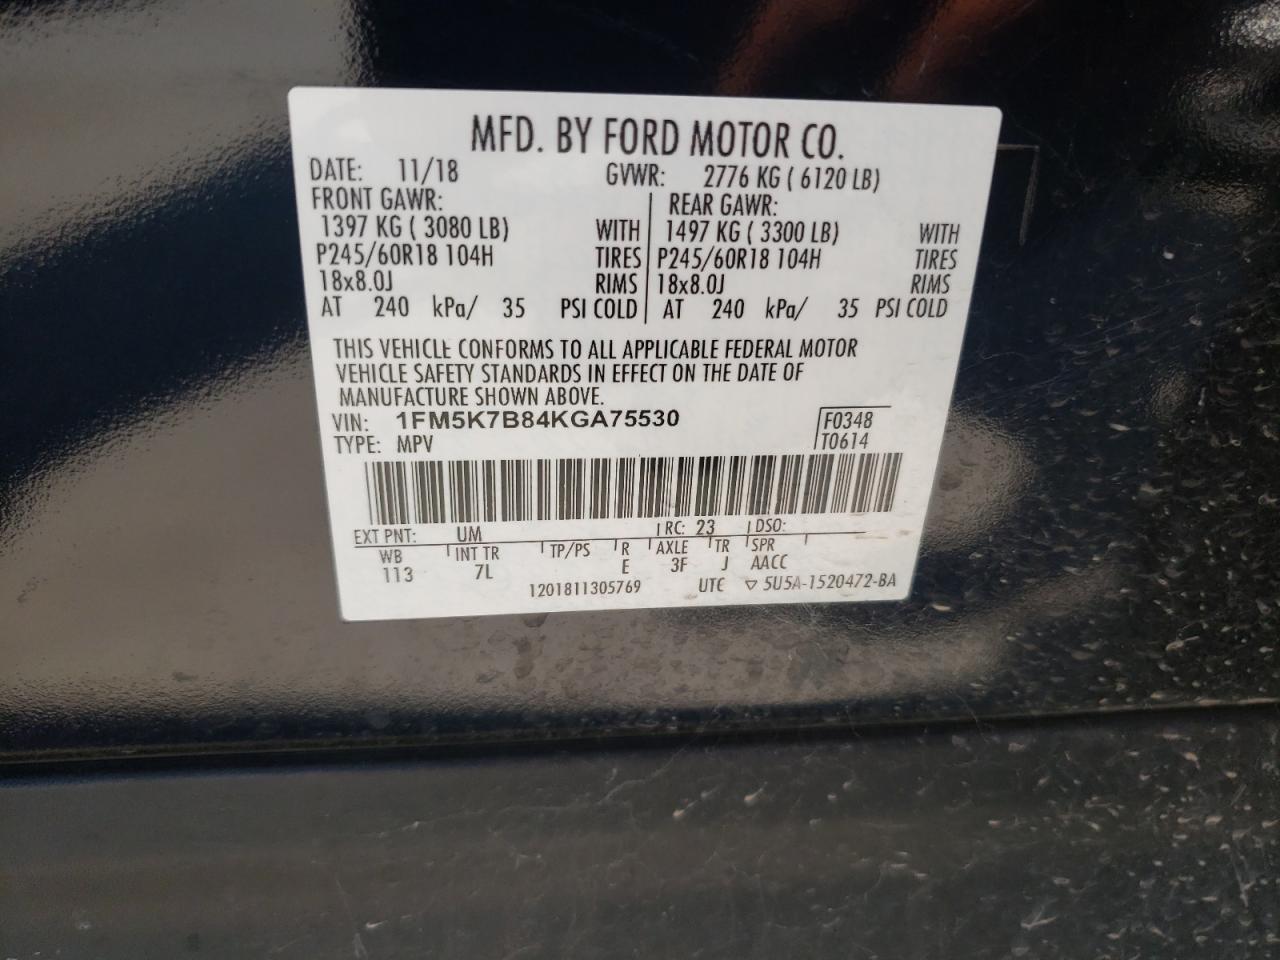 MFD. BY FORD MOTOR CO.
DATE: 11/18 GVWR: 2776 KG ( 6120 LB)
FRONT GAWR: REAR GAWR:
1397 KG ( 3080 LB) WITH 1497 KG ( 3300 LB) WITH
P245/60R18 104H TIRES P245/60R18 104H TIRES
18x8.0J RIMS 18x8.0J RIMS
AT 240 kPa/ 35 PSI COLD AT 240 kPa/ 35 PSI COLD
THIS VEHICLE CONFORMS TO ALL APPLICABLE FEDERAL MOTOR
VEHICLE SAFETY STANDARDS IN EFFECT ON THE DATE OF
MANUFACTURE SHOWN ABOVE.
VIN: 1FM5K7B84KGA75530 F0348
TYPE: MPV T0614
EXT PNT: UM RC: 23 DSO:
WB INT TR TP/PS R AXLE TR SPR
113 7L E 3F J AACC
1201811305769 UTC ▽ 5U5A-1520472-BA